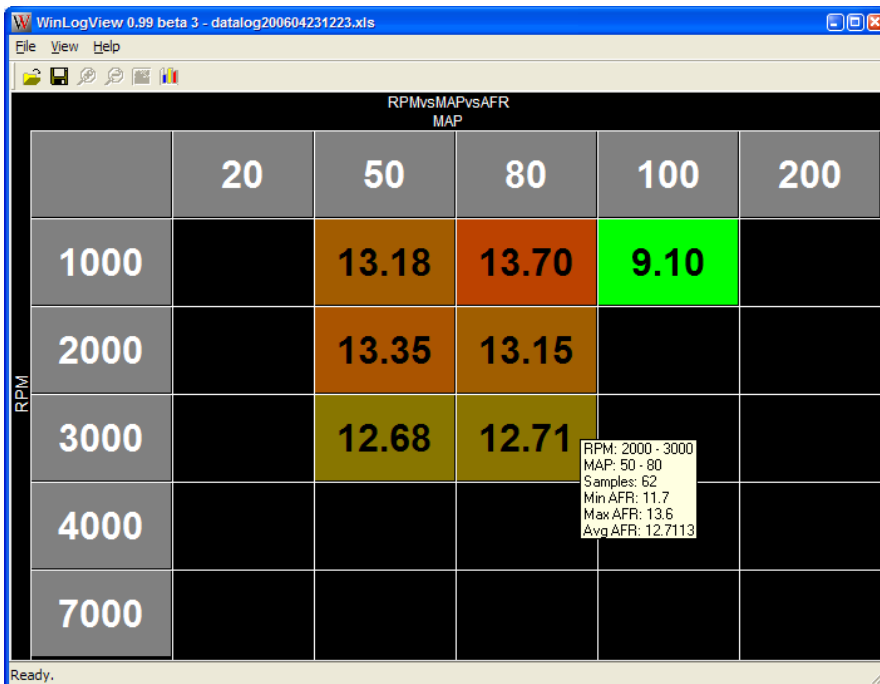 WinLogView 0.99 beta 3 - datalog200604231223.xls
File View Help
RPMvsMAPvsAFR
MAP
20 50 80 100 200
1000 13.18 13.70 9.10
2000 13.35 13.15
RPM
3000 12.68 12.71
RPM: 2000 - 3000
MAP: 50 - 80
Samples: 62
Min AFR: 11.7
Max AFR: 13.6
Avg AFR: 12.7113
4000
7000
Ready.